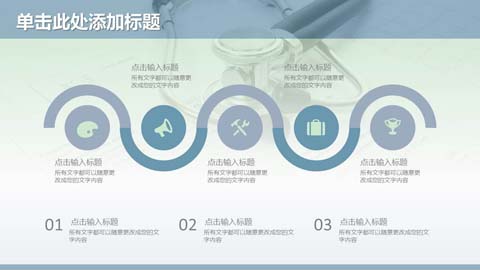 单击此处添加标题
点击输入标题
所有文字都可以随意更
改成您的文字内容
点击输入标题
所有文字都可以随意更
改成您的文字内容
点击输入标题
所有文字都可以随意更
改成您的文字内容
点击输入标题
所有文字都可以随意更
改成您的文字内容
点击输入标题
所有文字都可以随意更
改成您的文字内容
01 点击输入标题
所有文字都可以随意更改成您的文
字内容
02 点击输入标题
所有文字都可以随意更改成您的文
字内容
03 点击输入标题
所有文字都可以随意更改成您的文
字内容